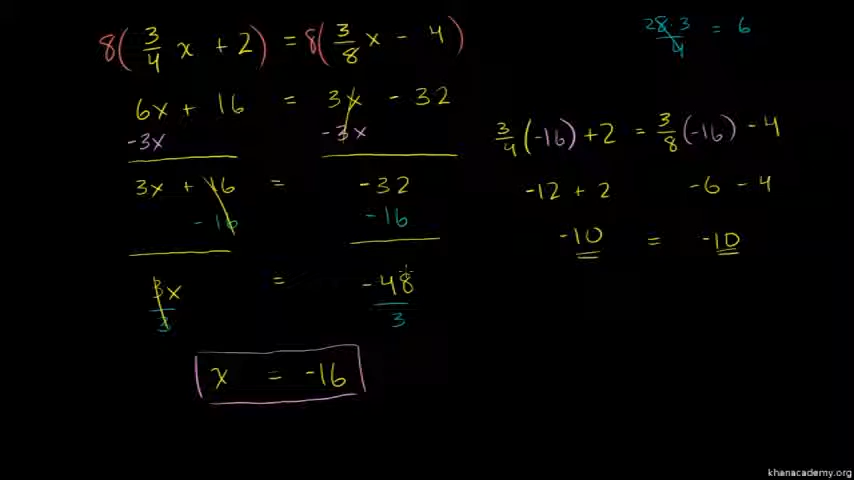 8(3/4 x + 2) = 8(3/8 x - 4)
28·3/4 = 6
6x + 16 = 3x - 32
-3x -3x
3x + 16 = -32
-16 -16
3x/3 = -48/3
x = -16
3/4(-16) + 2 = 3/8(-16) - 4
-12 + 2 -6 - 4
-10 = -10
khanacademy.org